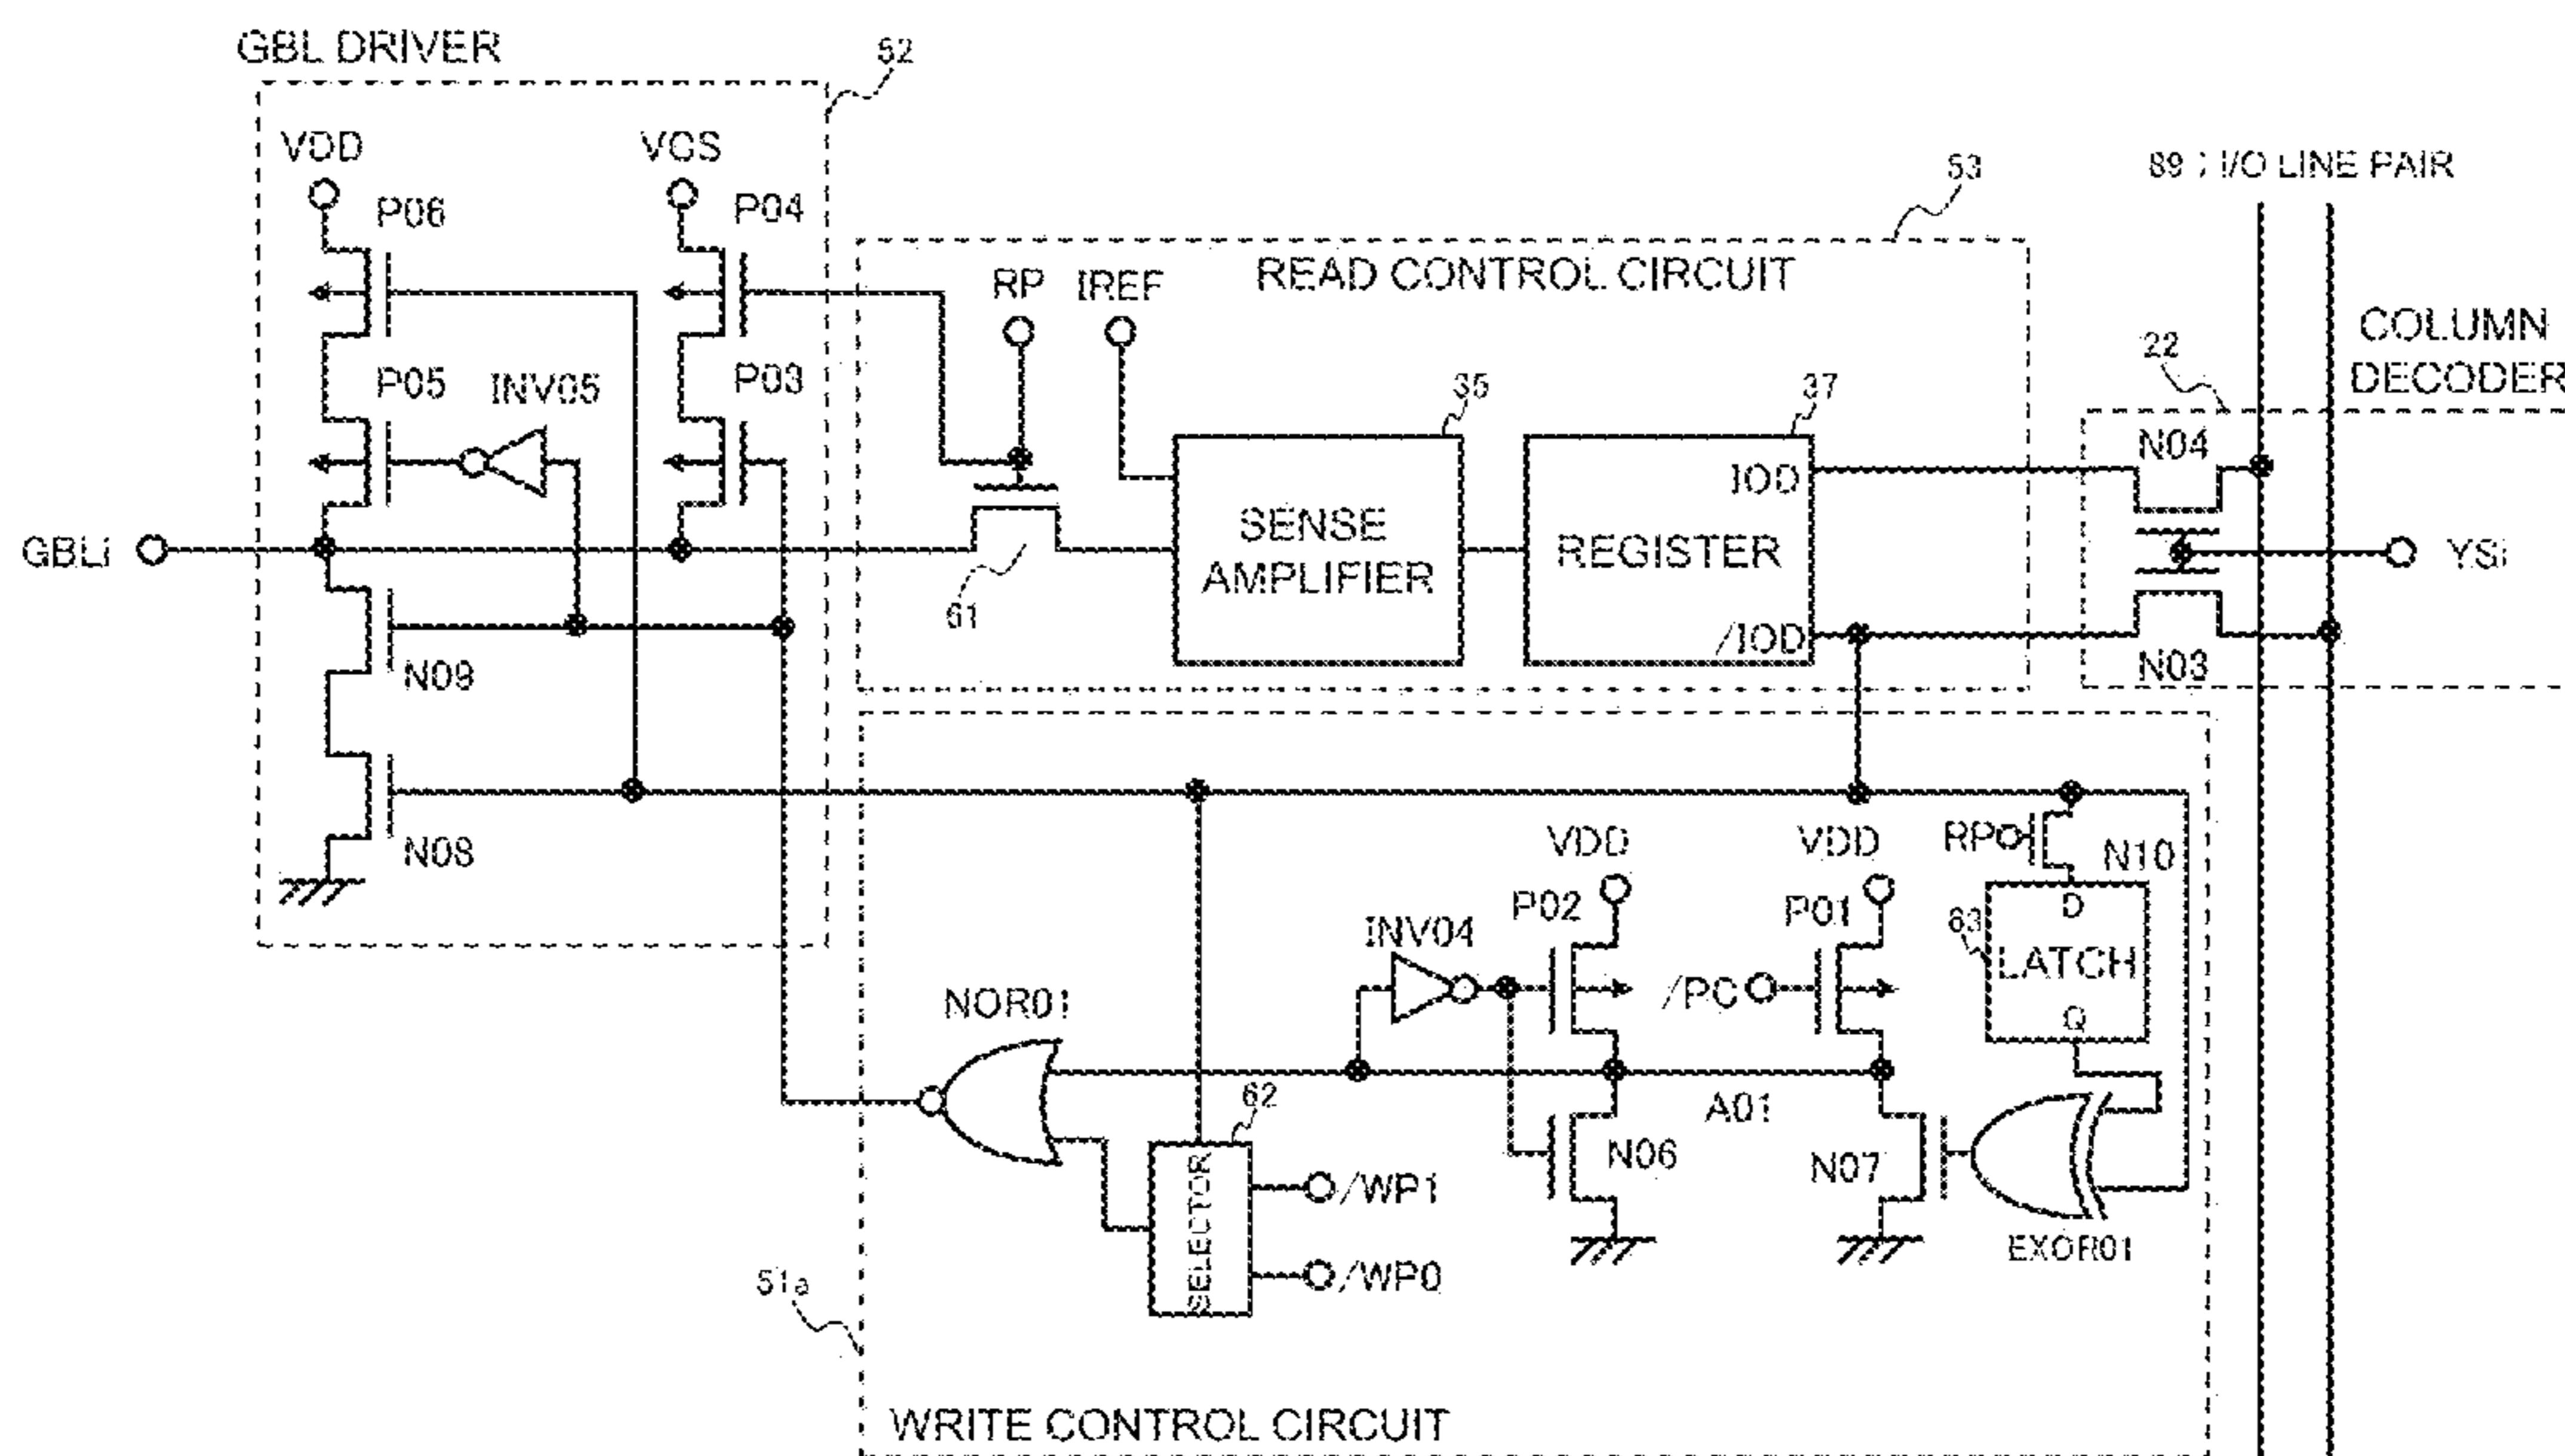 GBL DRIVER
52
VDD
VCS
P06
P04
P05
INV05
P03
GBLi
N09
N08
53
READ CONTROL CIRCUIT
RP
IREF
35
37
SENSE
AMPLIFIER
REGISTER
IOD
/IOD
61
89 : I/O LINE PAIR
22
COLUMN
DECODER
N04
YSi
N03
VDD
VDD
RP
N10
P02
P01
D
63
LATCH
Q
INV04
/PC
NOR01
62
A01
N06
N07
SELECTOR
/WP1
/WP0
EXOR01
51a
WRITE CONTROL CIRCUIT